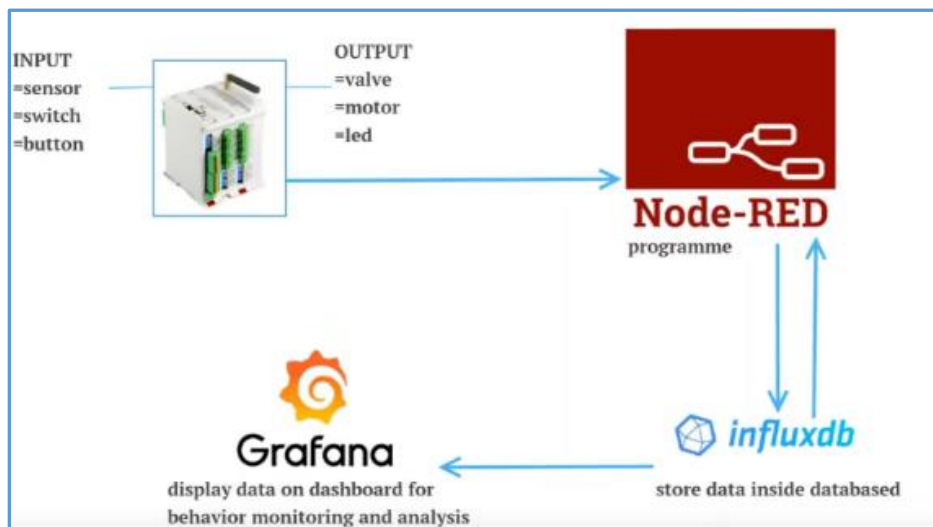 INPUT
=sensor
=switch
=button
OUTPUT
=valve
=motor
=led
Node-RED
programme
influxdb
store data inside databased
Grafana
display data on dashboard for
behavior monitoring and analysis